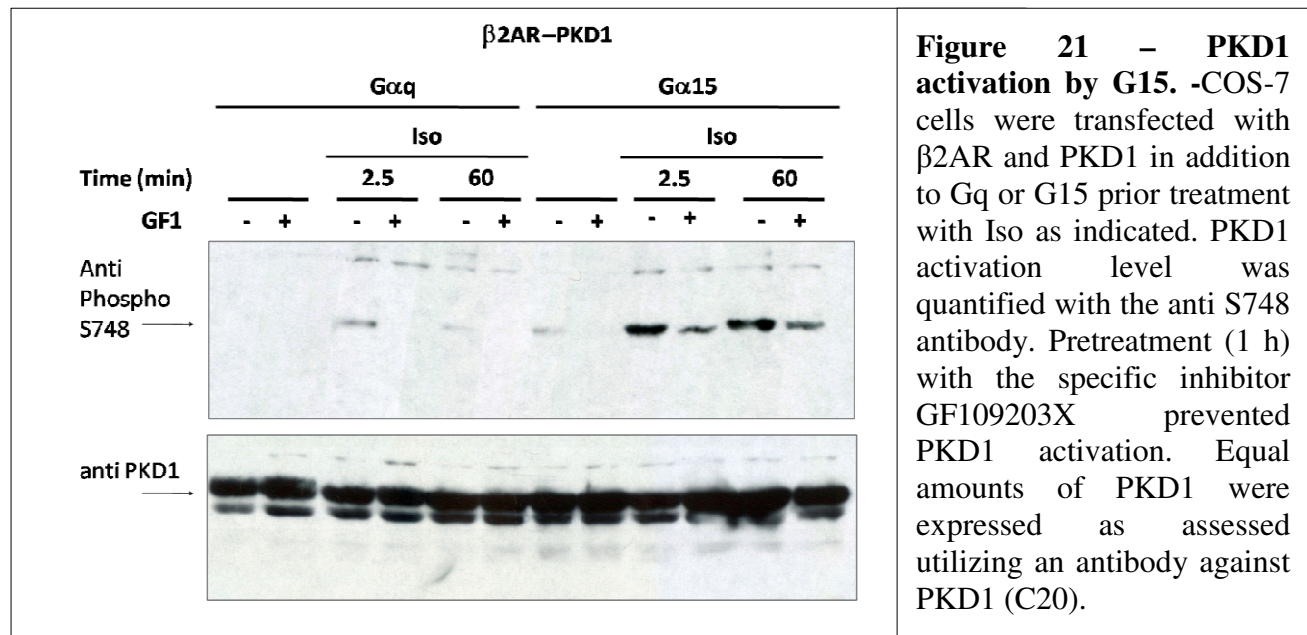 β2AR–PKD1
Gαq Gα15
Iso Iso
Time (min) 2.5 60 2.5 60
GF1 - + - + - + - + - + - +
Anti
Phospho
S748
anti PKD1
Figure 21 – PKD1
activation by G15. -COS-7
cells were transfected with
β2AR and PKD1 in addition
to Gq or G15 prior treatment
with Iso as indicated. PKD1
activation level was
quantified with the anti S748
antibody. Pretreatment (1 h)
with the specific inhibitor
GF109203X prevented
PKD1 activation. Equal
amounts of PKD1 were
expressed as assessed
utilizing an antibody against
PKD1 (C20).